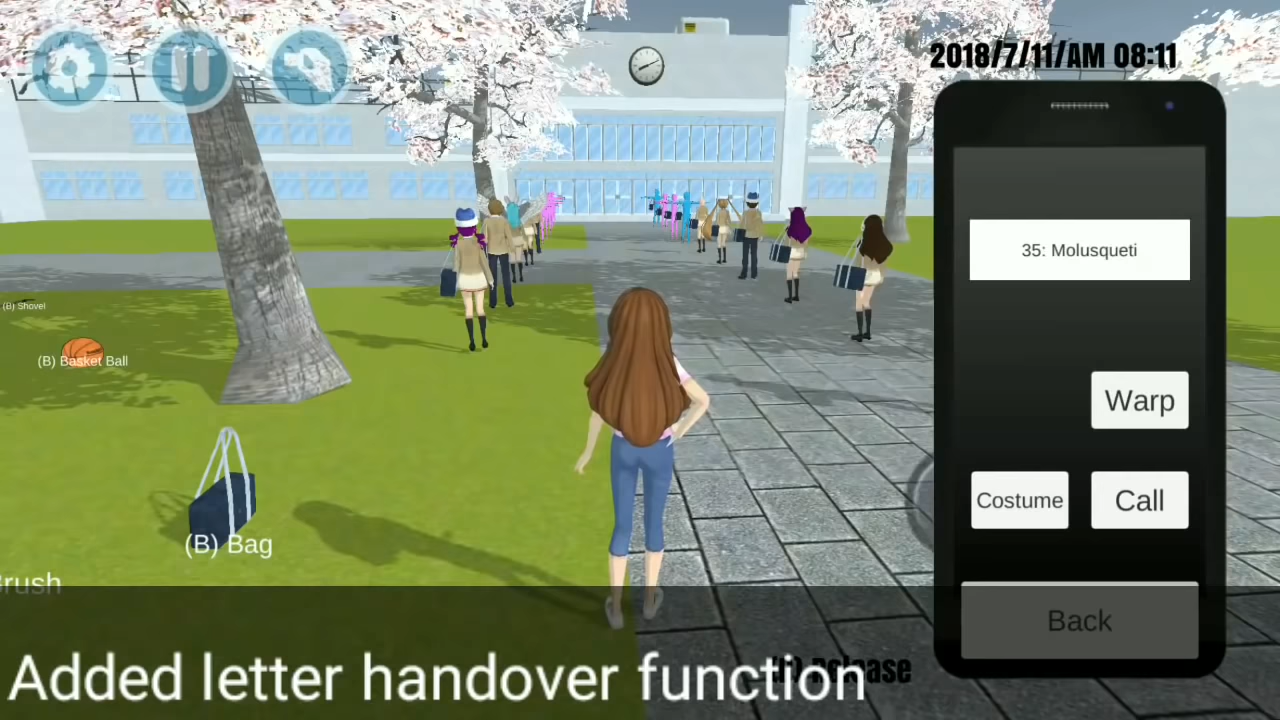 2018/7/11/AM 08:11
35: Molusqueti
(B) Shovel
(B) Basket Ball
Warp
Costume
Call
(B) Bag
Brush
Back
Added letter handover function